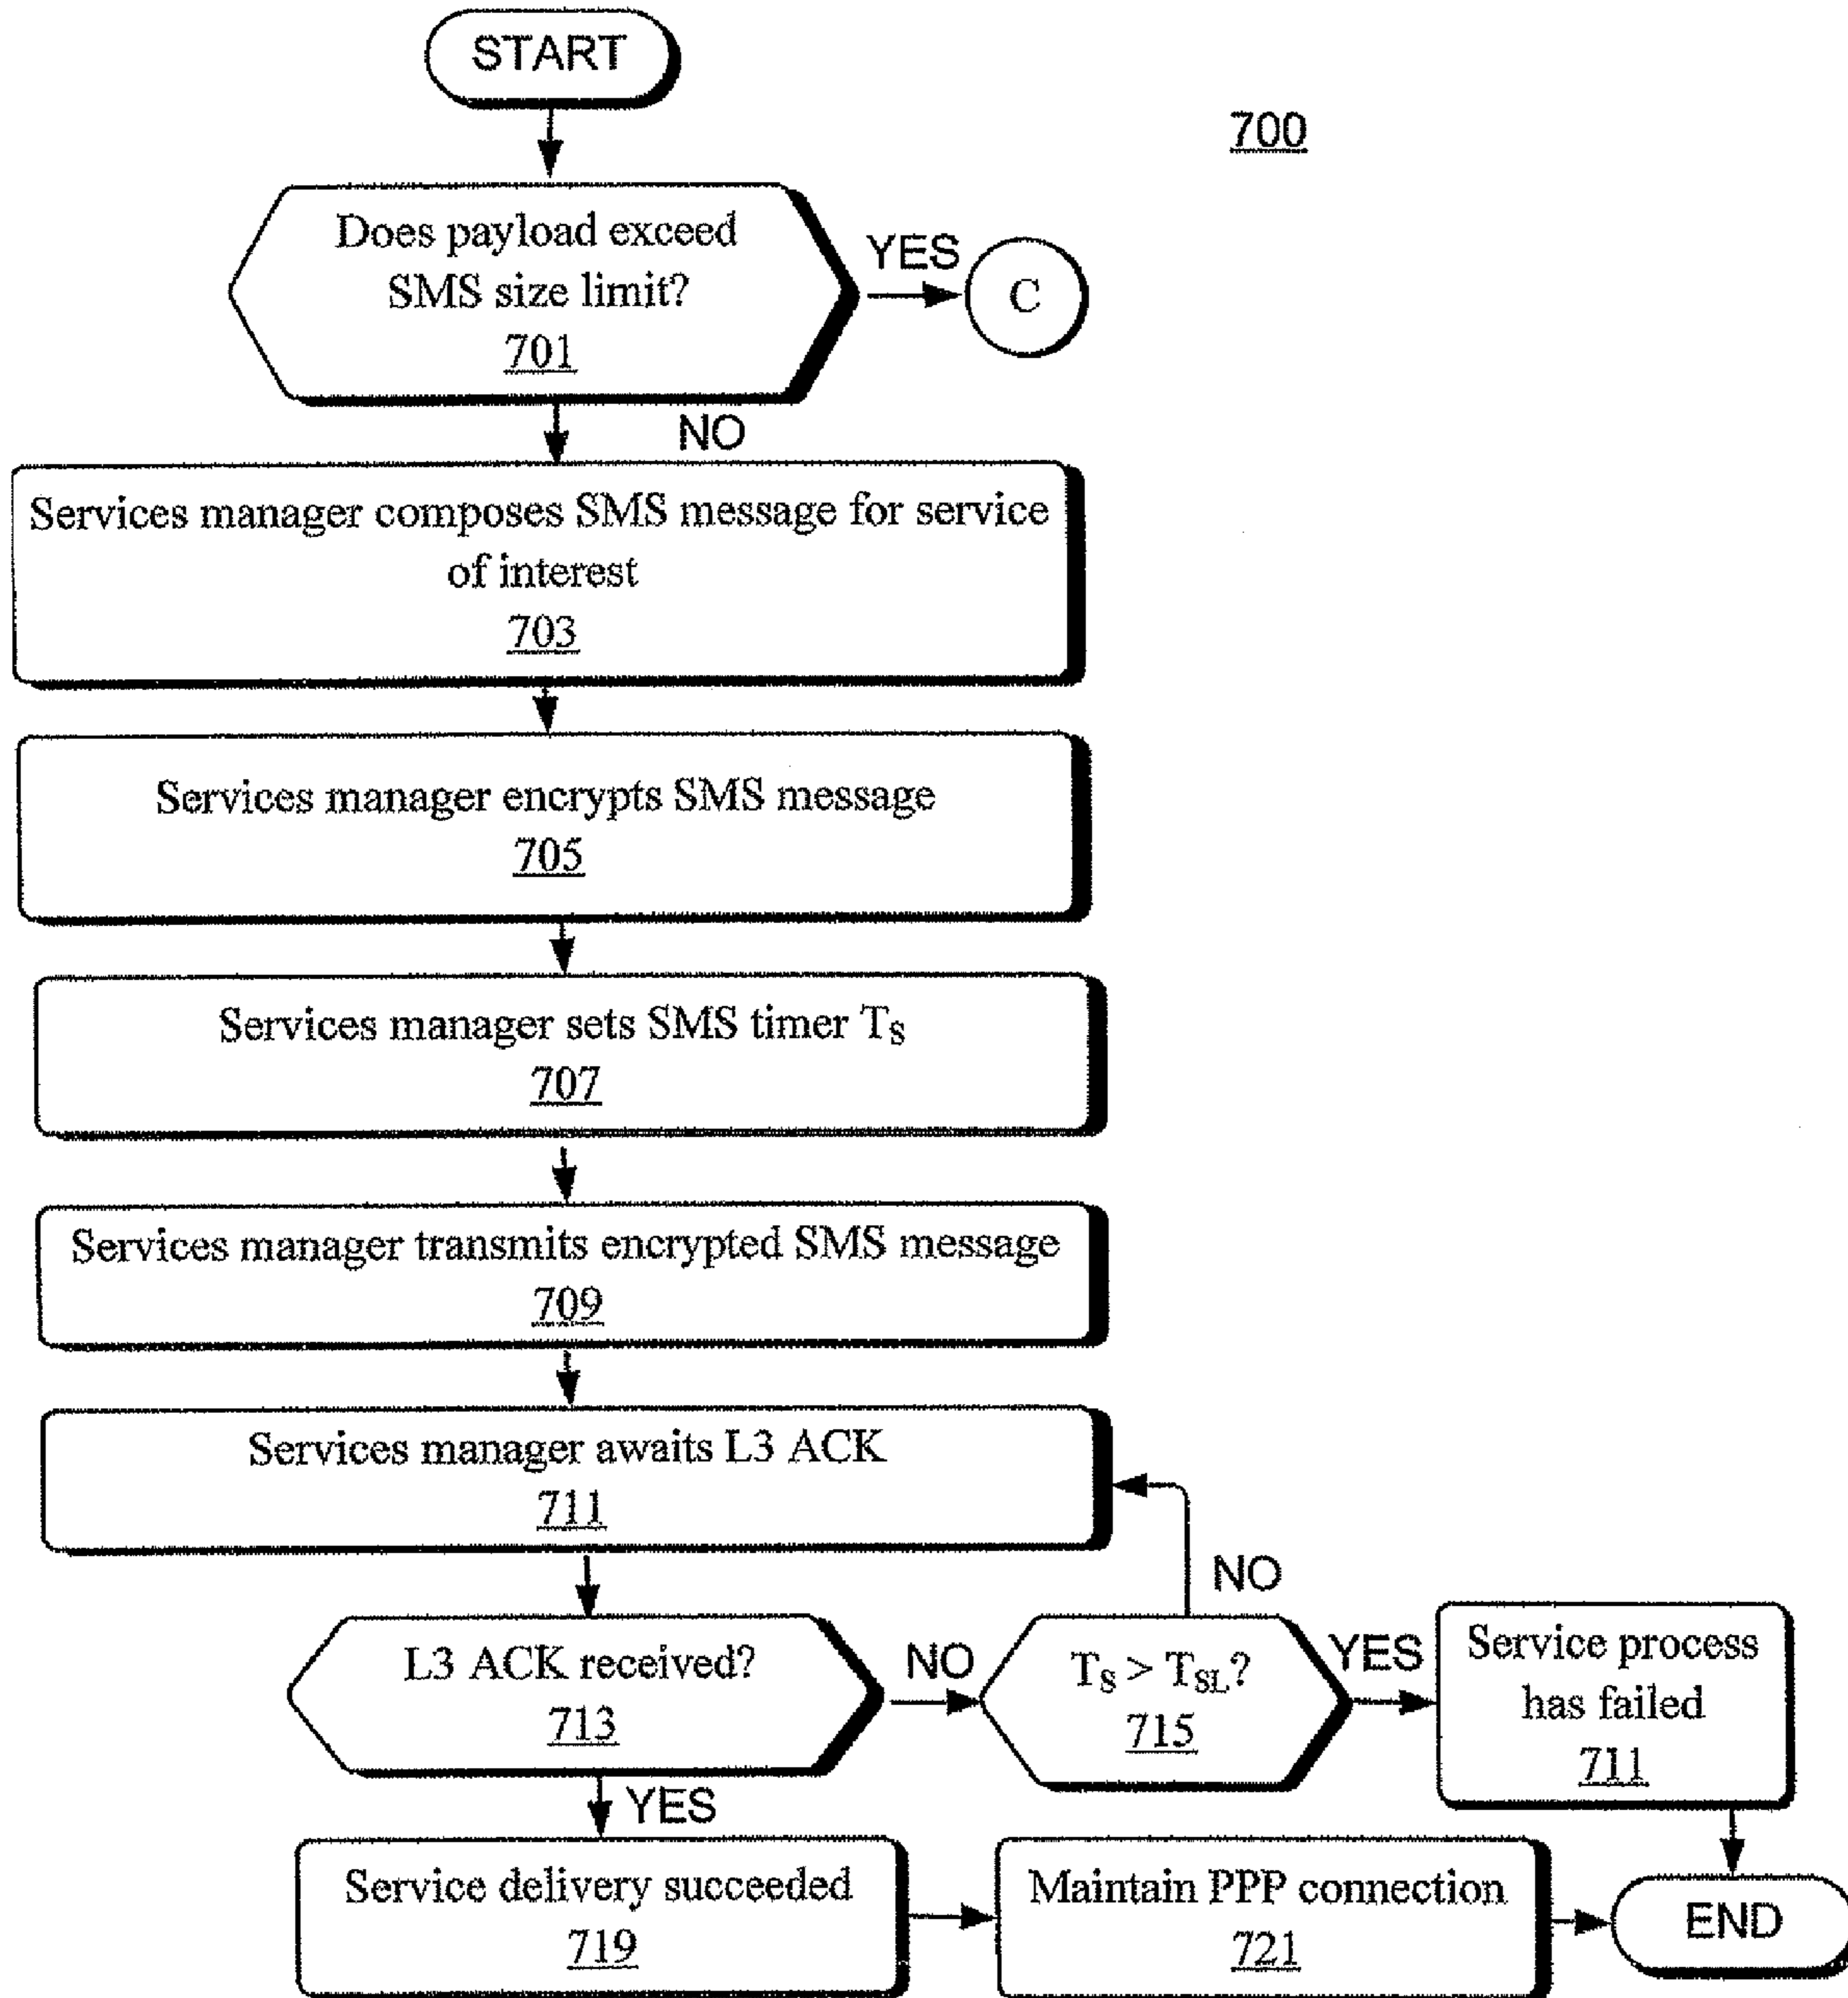 START
700
Does payload exceed
SMS size limit?
701
YES
C
NO
Services manager composes SMS message for service
of interest
703
Services manager encrypts SMS message
705
Services manager sets SMS timer Tₛ
707
Services manager transmits encrypted SMS message
709
Services manager awaits L3 ACK
711
NO
L3 ACK received?
713
NO
T_S > T_SL?
715
YES
Service process
has failed
711
YES
Service delivery succeeded
719
Maintain PPP connection
721
END